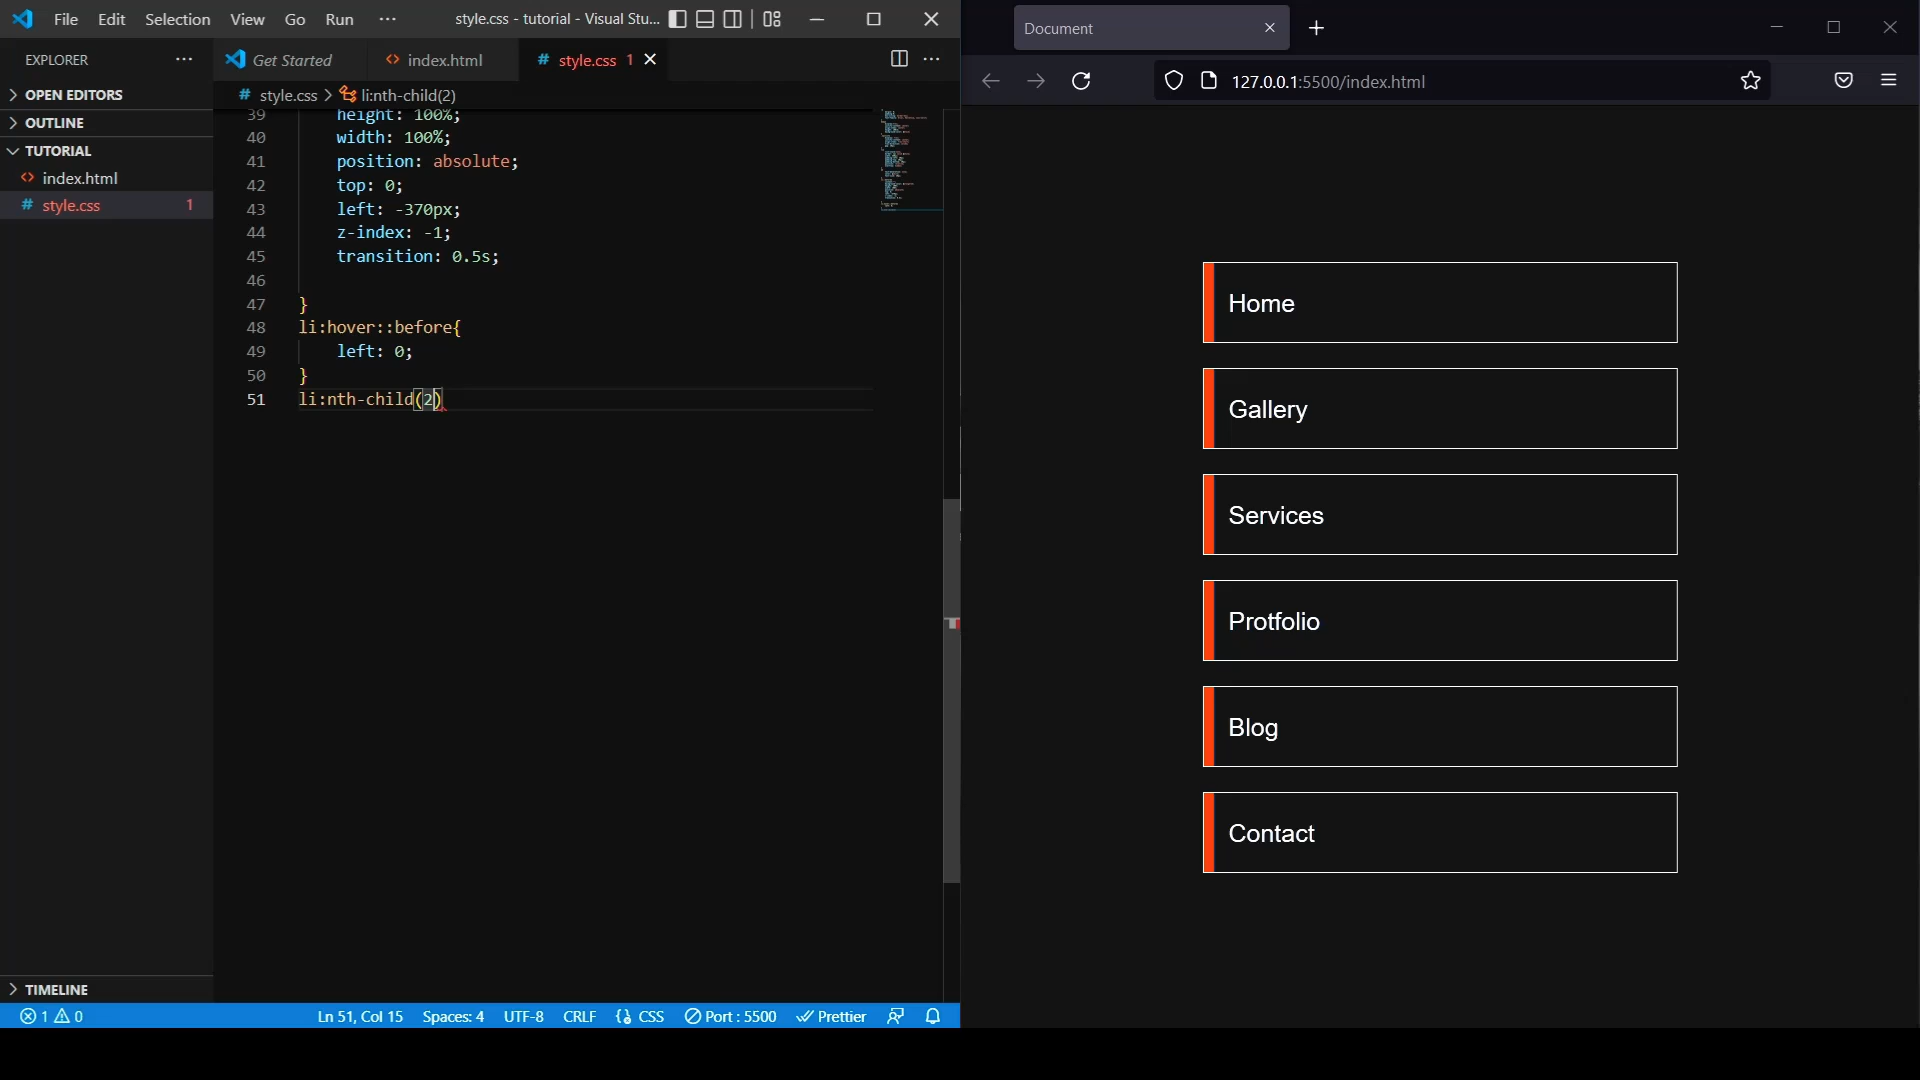 File Edit Selection View Go Run ··· style.css - tutorial - Visual Stu...
EXPLORER ···
Get Started
<> index.html
# style.css 1
···
OPEN EDITORS
OUTLINE
TUTORIAL
<> index.html
# style.css 1
# style.css > li:nth-child(2)
39 height: 100%;
40 width: 100%;
41 position: absolute;
42 top: 0;
43 left: -370px;
44 z-index: -1;
45 transition: 0.5s;
46
47 }
48 li:hover::before{
49 left: 0;
50 }
51 li:nth-child(2)
TIMELINE
1 0 Ln 51, Col 15 Spaces: 4 UTF-8 CRLF {} CSS Port : 5500 Prettier
Document
127.0.0.1:5500/index.html
Home
Gallery
Services
Protfolio
Blog
Contact